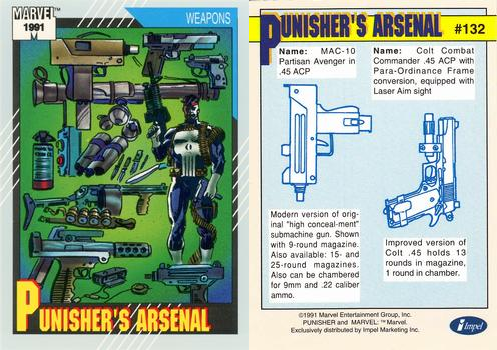 MARVEL™
1991
WEAPONS
PUNISHER'S ARSENAL
PUNISHER'S ARSENAL
#132
Name: MAC-10
Partisan Avenger in
.45 ACP
Name: Colt Combat
Commander .45 ACP with
Para-Ordinance Frame
conversion, equipped with
Laser Aim sight
Modern version of orig-
inal "high conceal-ment"
submachine gun. Shown
with 9-round magazine.
Also available: 15- and
25-round magazines.
Also can be chambered
for 9mm and .22 caliber
ammo.
Improved version of
Colt .45 holds 13
rounds in magazine,
1 round in chamber.
©1991 Marvel Entertainment Group, Inc.
PUNISHER and MARVEL: ™ Marvel.
Exclusively distributed by Impel Marketing Inc.
Impel